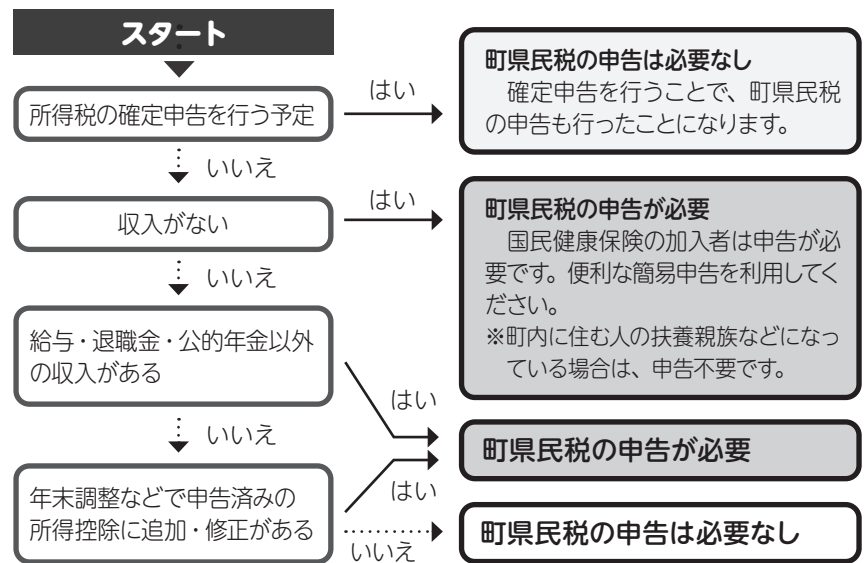 スタート
所得税の確定申告を行う予定
はい
町県民税の申告は必要なし
確定申告を行うことで、町県民税
の申告も行ったことになります。
いいえ
収入がない
はい
町県民税の申告が必要
国民健康保険の加入者は申告が必
要です。便利な簡易申告を利用してく
ださい。
※町内に住む人の扶養親族などになっ
ている場合は、申告不要です。
いいえ
給与・退職金・公的年金以外
の収入がある
はい
町県民税の申告が必要
いいえ
年末調整などで申告済みの
所得控除に追加・修正がある
はい
いいえ
町県民税の申告は必要なし